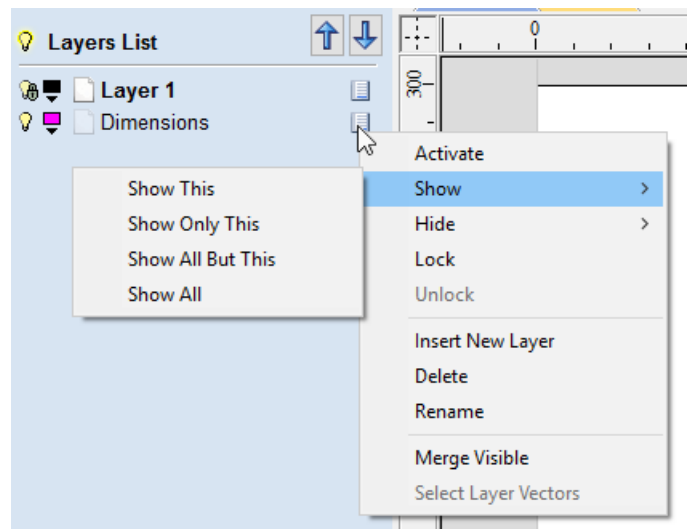 Layers List
0
300
Layer 1
Dimensions
Activate
Show
Hide
Lock
Unlock
Insert New Layer
Delete
Rename
Merge Visible
Select Layer Vectors
Show This
Show Only This
Show All But This
Show All